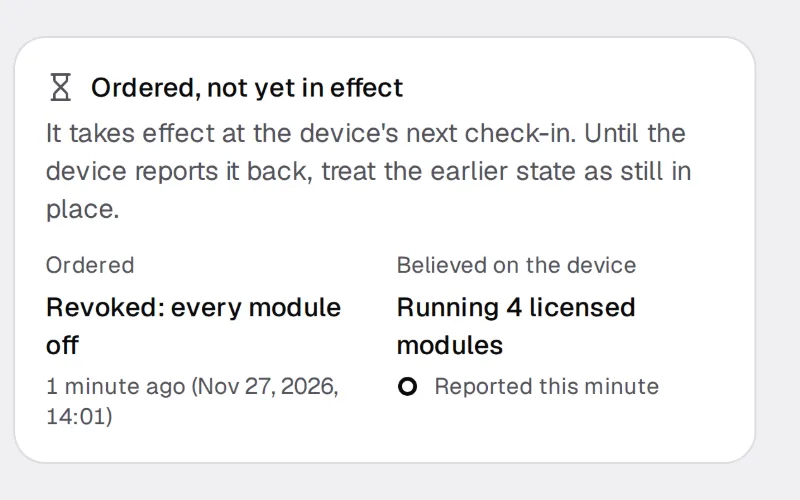 Ordered, not yet in effect
It takes effect at the device's next check-in. Until the
device reports it back, treat the earlier state as still in
place.
Ordered
Revoked: every module
off
1 minute ago (Nov 27, 2026,
14:01)
Believed on the device
Running 4 licensed
modules
Reported this minute